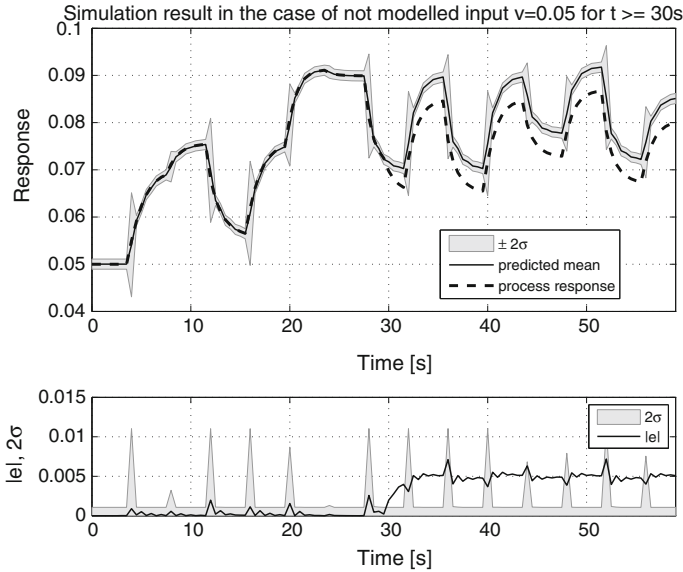 Simulation result in the case of not modelled input v=0.05 for t >= 30s
0.1
0.09
0.08
0.07
0.06
0.05
0.04
Response
± 2σ
predicted mean
process response
0 10 20 30 40 50
Time [s]
0.015
0.01
0.005
0
|e|, 2σ
2σ
|e|
0 10 20 30 40 50
Time [s]